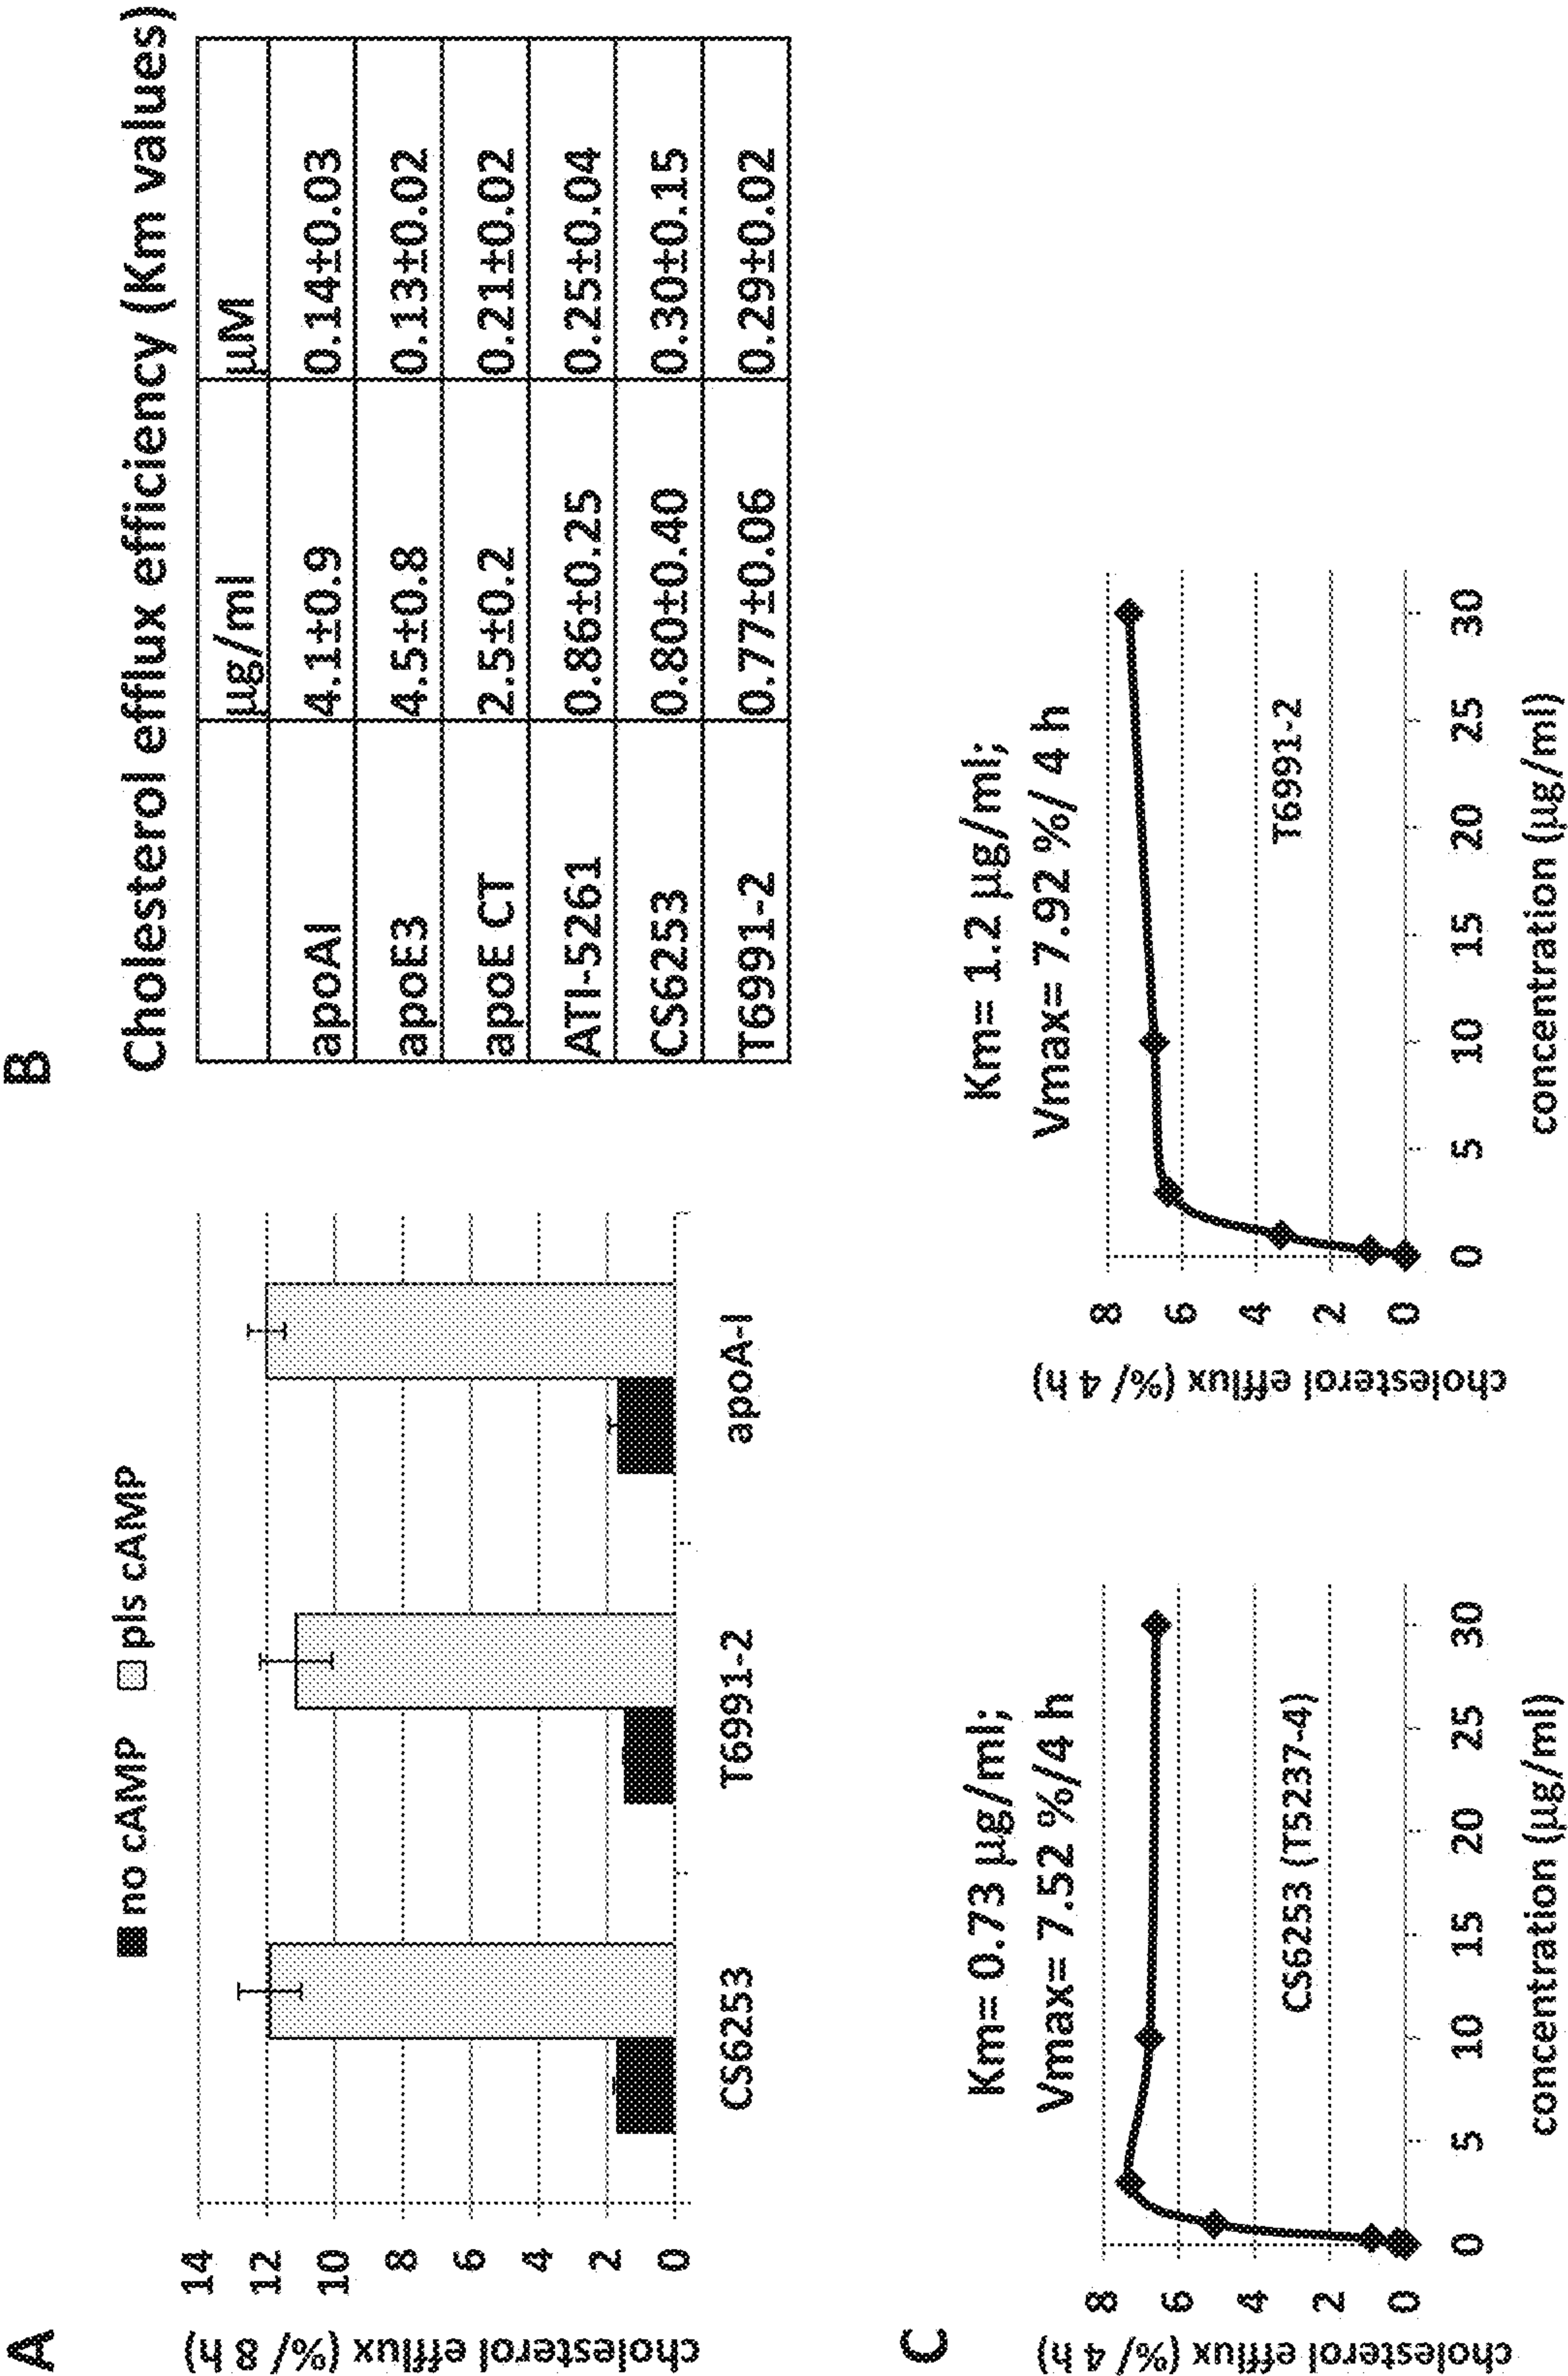 A
■ no cAMP □ pls cAMP
cholesterol efflux (%/ 8 h)
14
12
10
8
6
4
2
0
CS6253 T6991-2 apoA-I
B
Cholesterol efflux efficiency (Km values)
µg/ml µM
apoAI 4.1±0.9 0.14±0.03
apoE3 4.5±0.8 0.13±0.02
apoE CT 2.5±0.2 0.21±0.02
ATI-5261 0.86±0.25 0.25±0.04
CS6253 0.80±0.40 0.30±0.15
T6991-2 0.77±0.06 0.29±0.02
C
Km= 0.73 µg/ml;
Vmax= 7.52 %/4 h
cholesterol efflux (%/ 4 h)
8
6
4
2
0
CS6253 (T5237-4)
0 5 10 15 20 25 30
concentration (µg/ml)
Km= 1.2 µg/ml;
Vmax= 7.92 %/ 4 h
cholesterol efflux (%/ 4 h)
8
6
4
2
0
T6991-2
0 5 10 15 20 25 30
concentration (µg/ml)